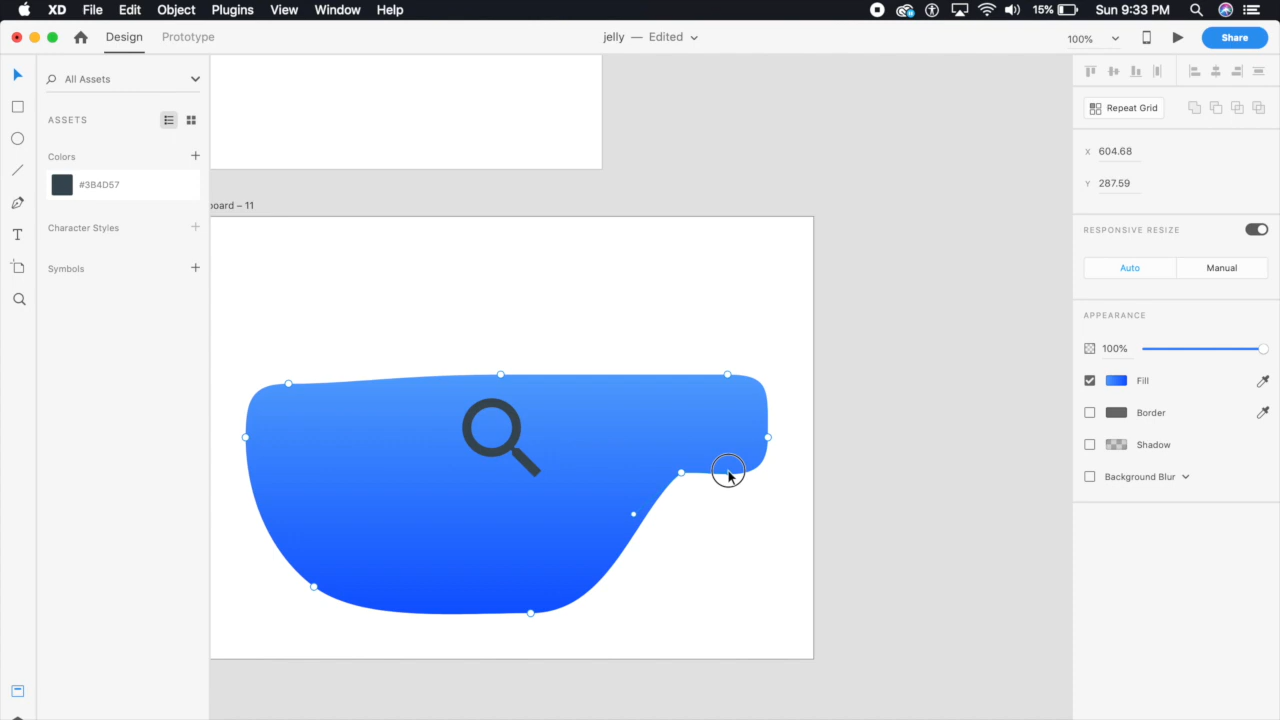 XD File Edit Object Plugins View Window Help 15% Sun 9:33 PM
Design Prototype jelly — Edited 100% Share
All Assets
ASSETS
Colors +
#3B4D57
Character Styles +
Symbols +
T
board – 11
Repeat Grid
X 604.68
Y 287.59
RESPONSIVE RESIZE
Auto Manual
APPEARANCE
100%
Fill
Border
Shadow
Background Blur